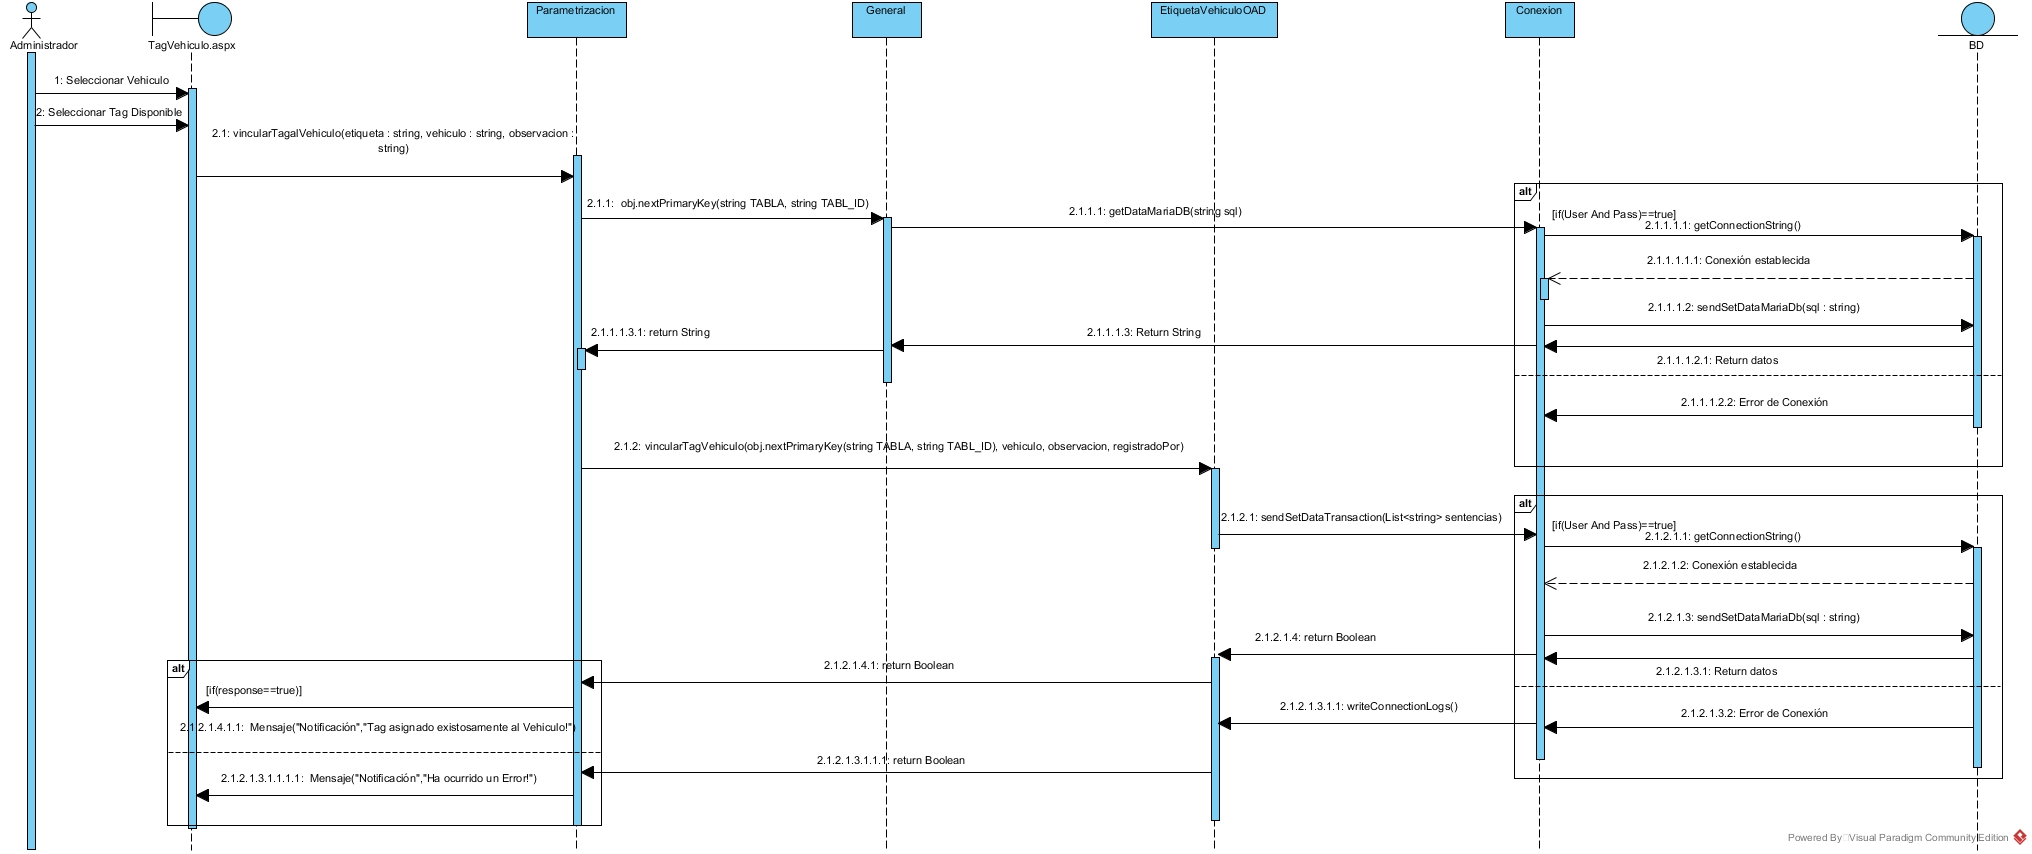 Administrador
TagVehiculo.aspx
Parametrizacion
General
EtiquetaVehiculoOAD
Conexion
BD
1: Seleccionar Vehiculo
2: Seleccionar Tag Disponible
2.1: vincularTagalVehiculo(etiqueta : string, vehiculo : string, observacion :
string)
alt
2.1.1:  obj.nextPrimaryKey(string TABLA, string TABL_ID)
2.1.1.1: getDataMariaDB(string sql)
[if(User And Pass)==true]
2.1.1.1.1: getConnectionString()
2.1.1.1.1.1: Conexión establecida
2.1.1.1.2: sendSetDataMariaDb(sql : string)
2.1.1.1.3.1: return String
2.1.1.1.3: Return String
2.1.1.1.2.1: Return datos
2.1.1.1.2.2: Error de Conexión
2.1.2: vincularTagVehiculo(obj.nextPrimaryKey(string TABLA, string TABL_ID), vehiculo, observacion, registradoPor)
alt
2.1.2.1: sendSetDataTransaction(List<string> sentencias)
[if(User And Pass)==true]
2.1.2.1.1: getConnectionString()
2.1.2.1.2: Conexión establecida
2.1.2.1.3: sendSetDataMariaDb(sql : string)
2.1.2.1.4: return Boolean
alt
2.1.2.1.4.1: return Boolean
2.1.2.1.3.1: Return datos
[if(response==true)]
2.1.2.1.3.1.1: writeConnectionLogs()
2.1.2.1.3.2: Error de Conexión
2.1.2.1.4.1.1:  Mensaje("Notificación","Tag asignado existosamente al Vehiculo!")
2.1.2.1.3.1.1.1: return Boolean
2.1.2.1.3.1.1.1.1:  Mensaje("Notificación","Ha ocurrido un Error!")
Powered By Visual Paradigm Community Edition